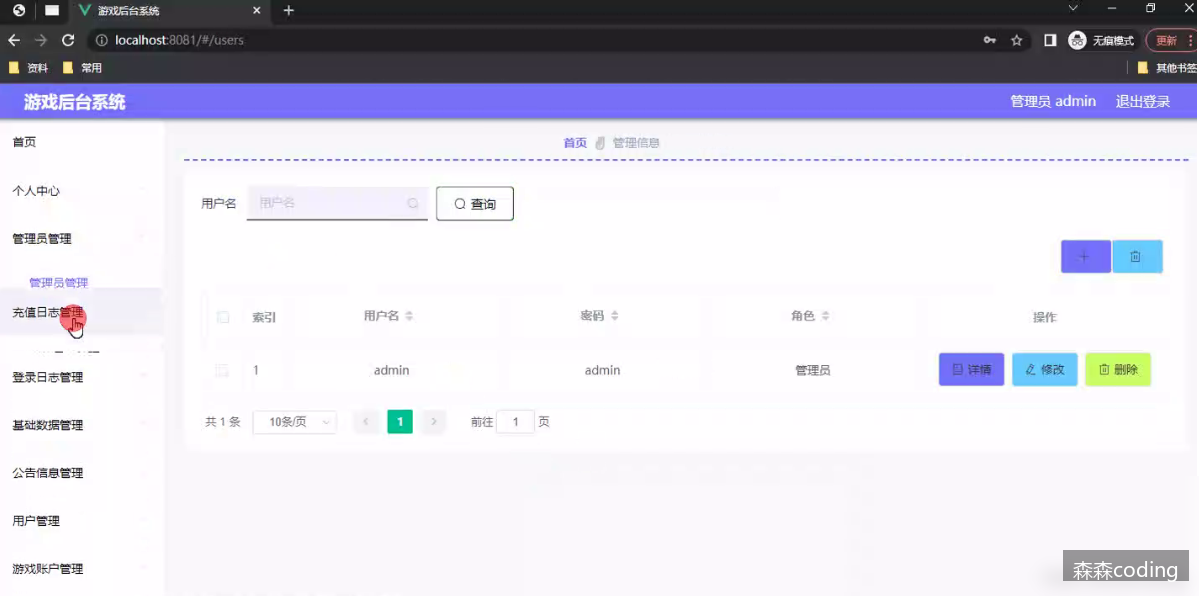 游戏后台系统
localhost:8081/#/users
无痕模式
更新
资料
常用
其他书签
游戏后台系统
管理员 admin
退出登录
首页
个人中心
管理员管理
管理员管理
充值日志管理
登录日志管理
基础数据管理
公告信息管理
用户管理
游戏账户管理
首页
管理信息
用户名
用户名
查询
索引
用户名
密码
角色
操作
1
admin
admin
管理员
详情
修改
删除
共 1 条
10条/页
1
前往
1
页
森森coding